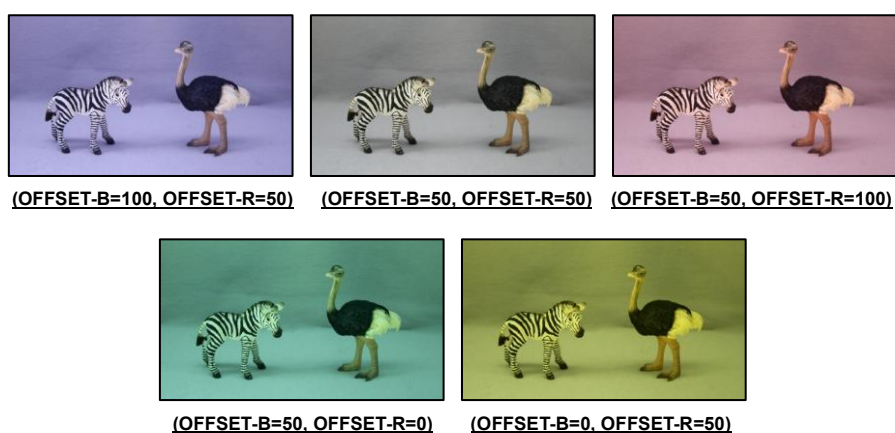 (OFFSET-B=100, OFFSET-R=50)
(OFFSET-B=50, OFFSET-R=50)
(OFFSET-B=50, OFFSET-R=100)
(OFFSET-B=50, OFFSET-R=0)
(OFFSET-B=0, OFFSET-R=50)